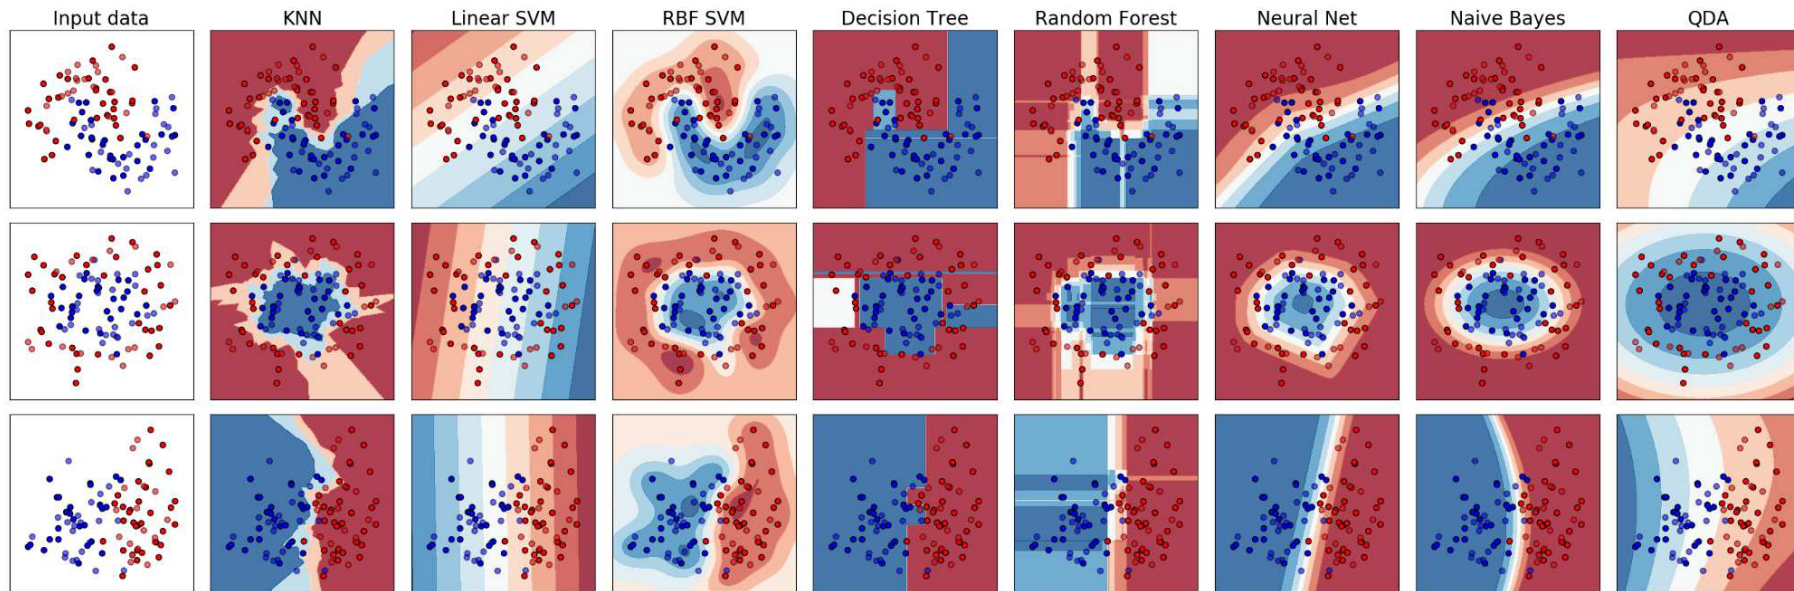 Input data KNN Linear SVM RBF SVM Decision Tree Random Forest Neural Net Naive Bayes QDA